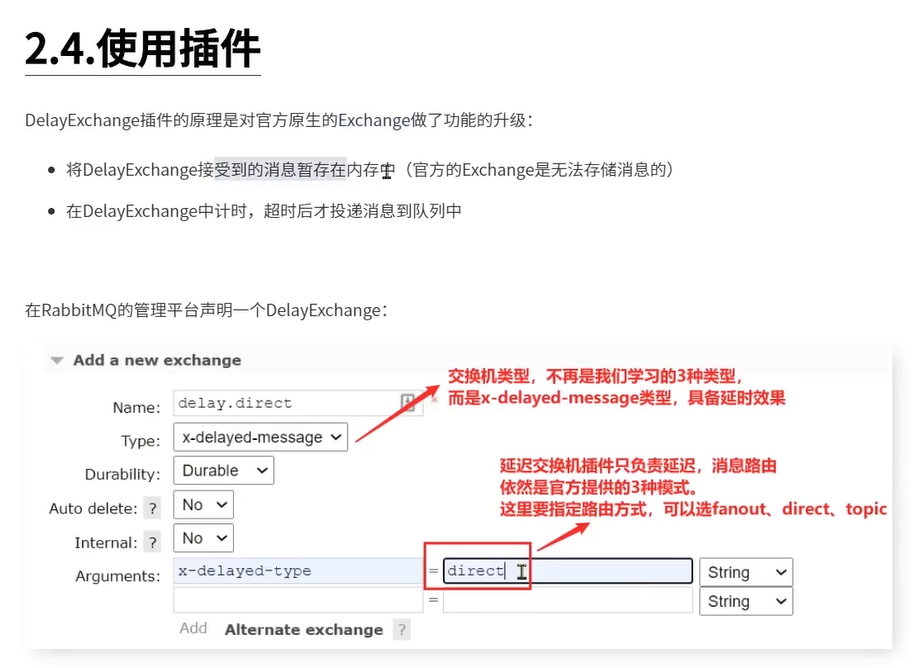 2.4.使用插件
DelayExchange插件的原理是对官方原生的Exchange做了功能的升级：
将DelayExchange接受到的消息暂存在内存中（官方的Exchange是无法存储消息的）
在DelayExchange中计时，超时后才投递消息到队列中
在RabbitMQ的管理平台声明一个DelayExchange：
Add a new exchange
交换机类型，不再是我们学习的3种类型，
而是x-delayed-message类型，具备延时效果
Name: delay.direct *
Type: x-delayed-message
Durability: Durable
延迟交换机插件只负责延迟，消息路由
依然是官方提供的3种模式。
这里要指定路由方式，可以选fanout、direct、topic
Auto delete: ? No
Internal: ? No
Arguments: x-delayed-type = direct String
= String
Add Alternate exchange ?